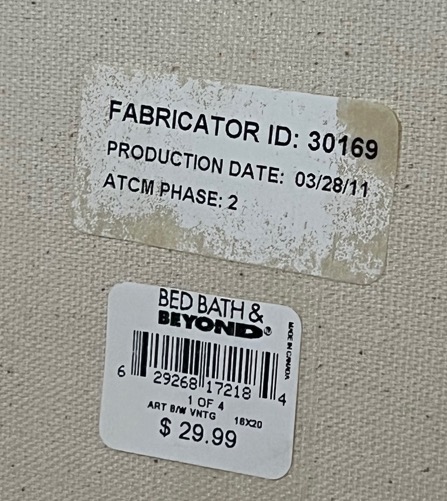 FABRICATOR ID: 30169
PRODUCTION DATE: 03/28/11
ATCM PHASE: 2
BED BATH &
BEYOND®
MADE IN CANADA
6 29268 17218 4
1 OF 4
ART B/W VNTG 16X20
$ 29.99